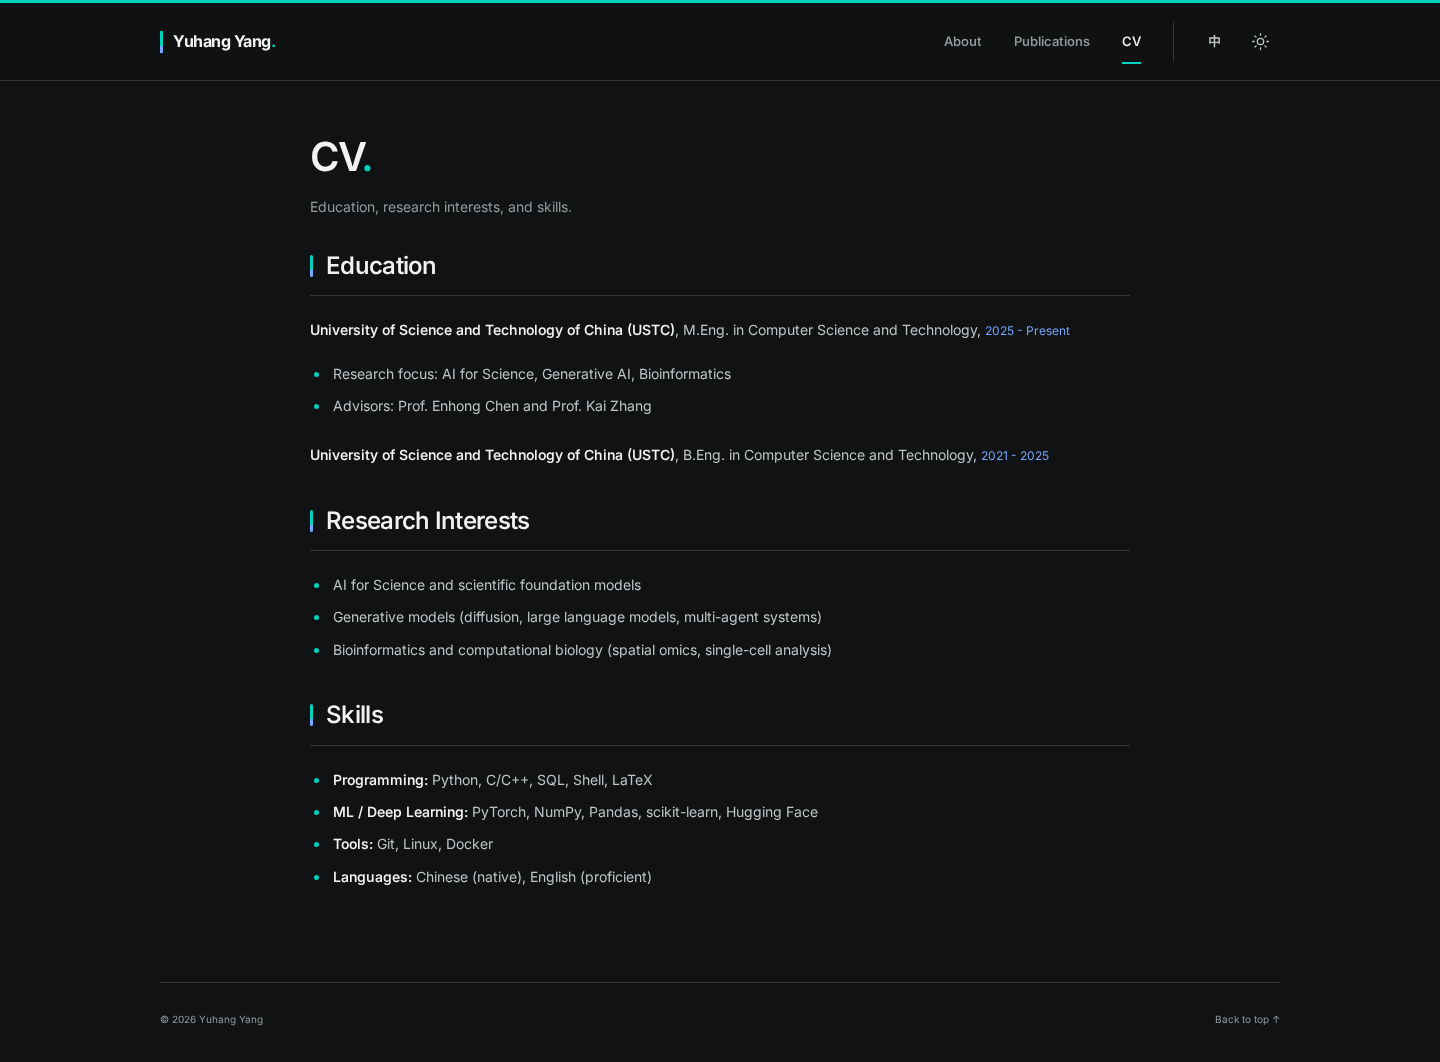 Yuhang Yang.
About Publications CV 中
CV.
Education, research interests, and skills.
Education
University of Science and Technology of China (USTC), M.Eng. in Computer Science and Technology, 2025 - Present
Research focus: AI for Science, Generative AI, Bioinformatics
Advisors: Prof. Enhong Chen and Prof. Kai Zhang
University of Science and Technology of China (USTC), B.Eng. in Computer Science and Technology, 2021 - 2025
Research Interests
AI for Science and scientific foundation models
Generative models (diffusion, large language models, multi-agent systems)
Bioinformatics and computational biology (spatial omics, single-cell analysis)
Skills
Programming: Python, C/C++, SQL, Shell, LaTeX
ML / Deep Learning: PyTorch, NumPy, Pandas, scikit-learn, Hugging Face
Tools: Git, Linux, Docker
Languages: Chinese (native), English (proficient)
© 2026 Yuhang Yang
Back to top ↑